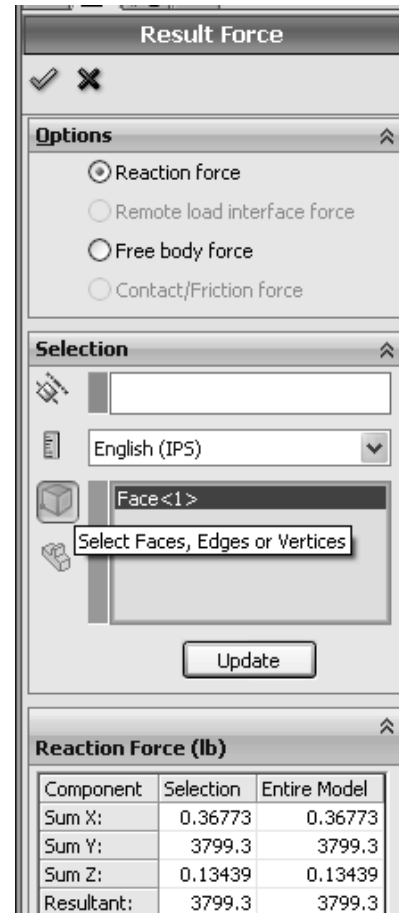 Result Force
Options
Reaction force
Remote load interface force
Free body force
Contact/Friction force
Selection
English (IPS)
Face<1>
Select Faces, Edges or Vertices
Update
Reaction Force (lb)
Component Selection Entire Model
Sum X: 0.36773 0.36773
Sum Y: 3799.3 3799.3
Sum Z: 0.13439 0.13439
Resultant: 3799.3 3799.3